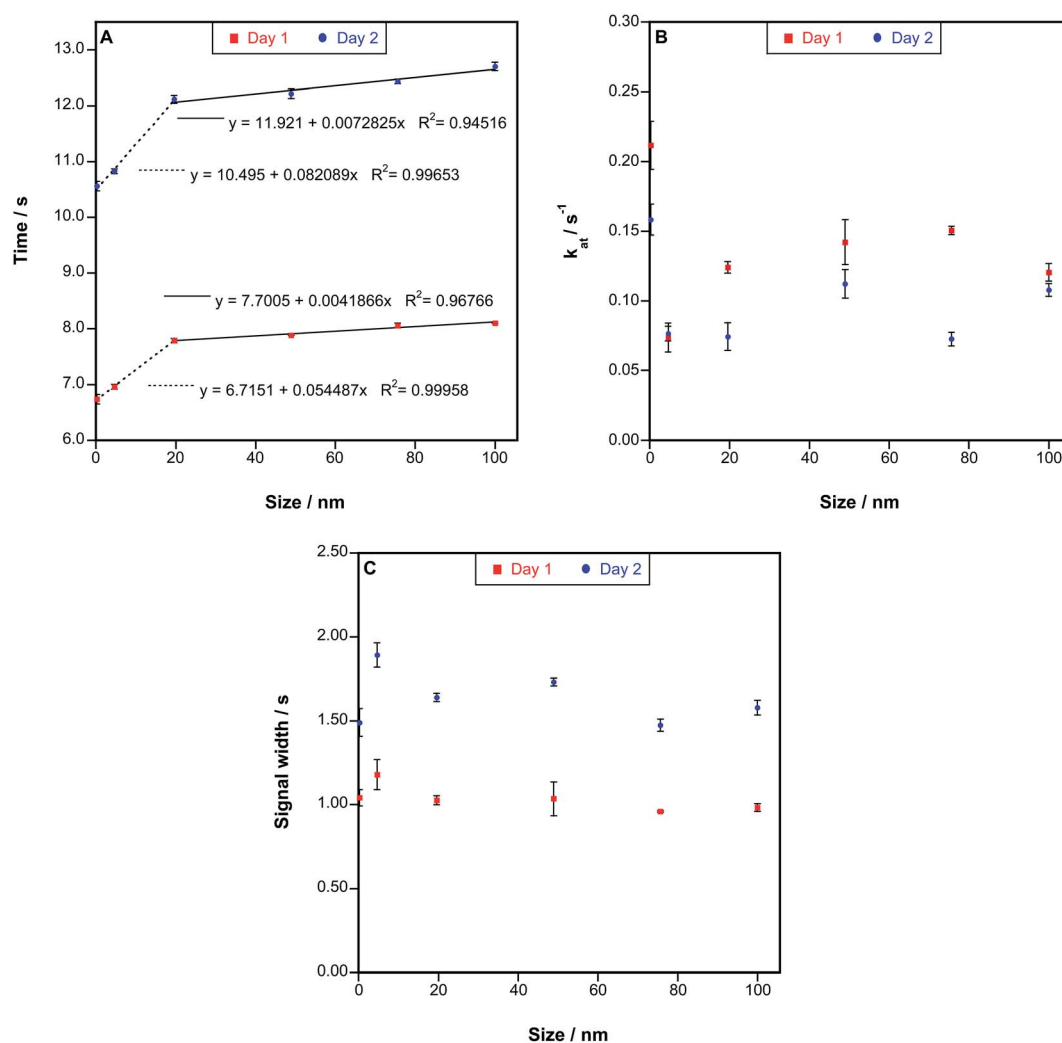 A
Day 1 Day 2
13.0
12.0
11.0
10.0
9.0
8.0
7.0
6.0
y = 11.921 + 0.0072825x R²= 0.94516
y = 10.495 + 0.082089x R²= 0.99653
y = 7.7005 + 0.0041866x R²= 0.96766
y = 6.7151 + 0.054487x R²= 0.99958
0 20 40 60 80 100
Time / s
Size / nm
B
Day 1 Day 2
0.30
0.25
0.20
0.15
0.10
0.05
0.00
0 20 40 60 80 100
k_at / s⁻¹
Size / nm
C
Day 1 Day 2
2.50
2.00
1.50
1.00
0.50
0.00
0 20 40 60 80 100
Signal width / s
Size / nm